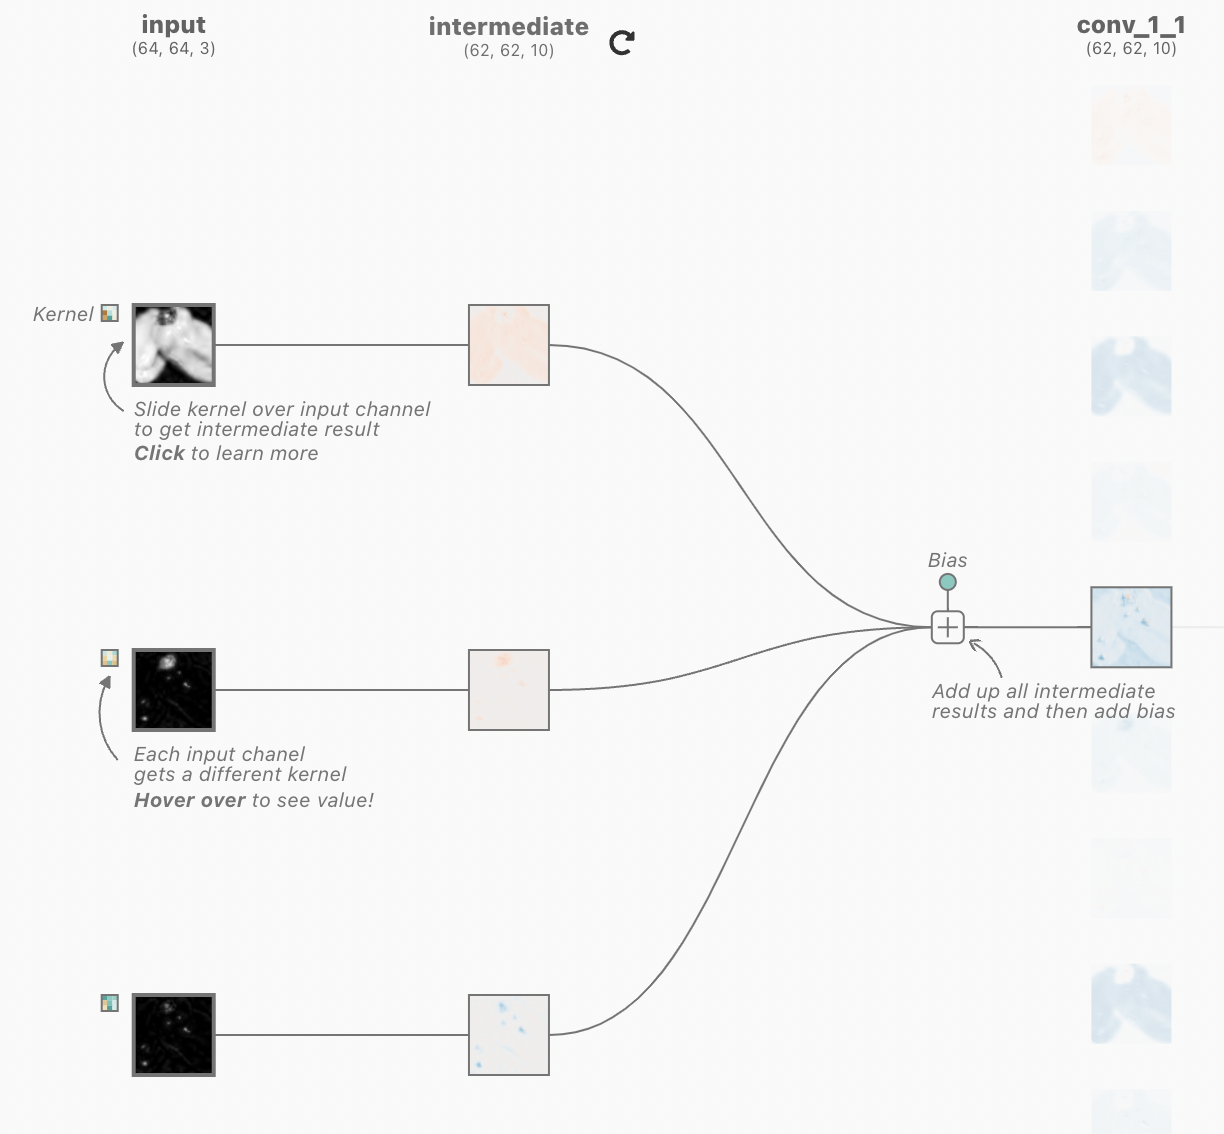 input
(64, 64, 3)
intermediate
(62, 62, 10)
conv_1_1
(62, 62, 10)
Kernel
Slide kernel over input channel
to get intermediate result
Click to learn more
Bias
Add up all intermediate
results and then add bias
Each input chanel
gets a different kernel
Hover over to see value!